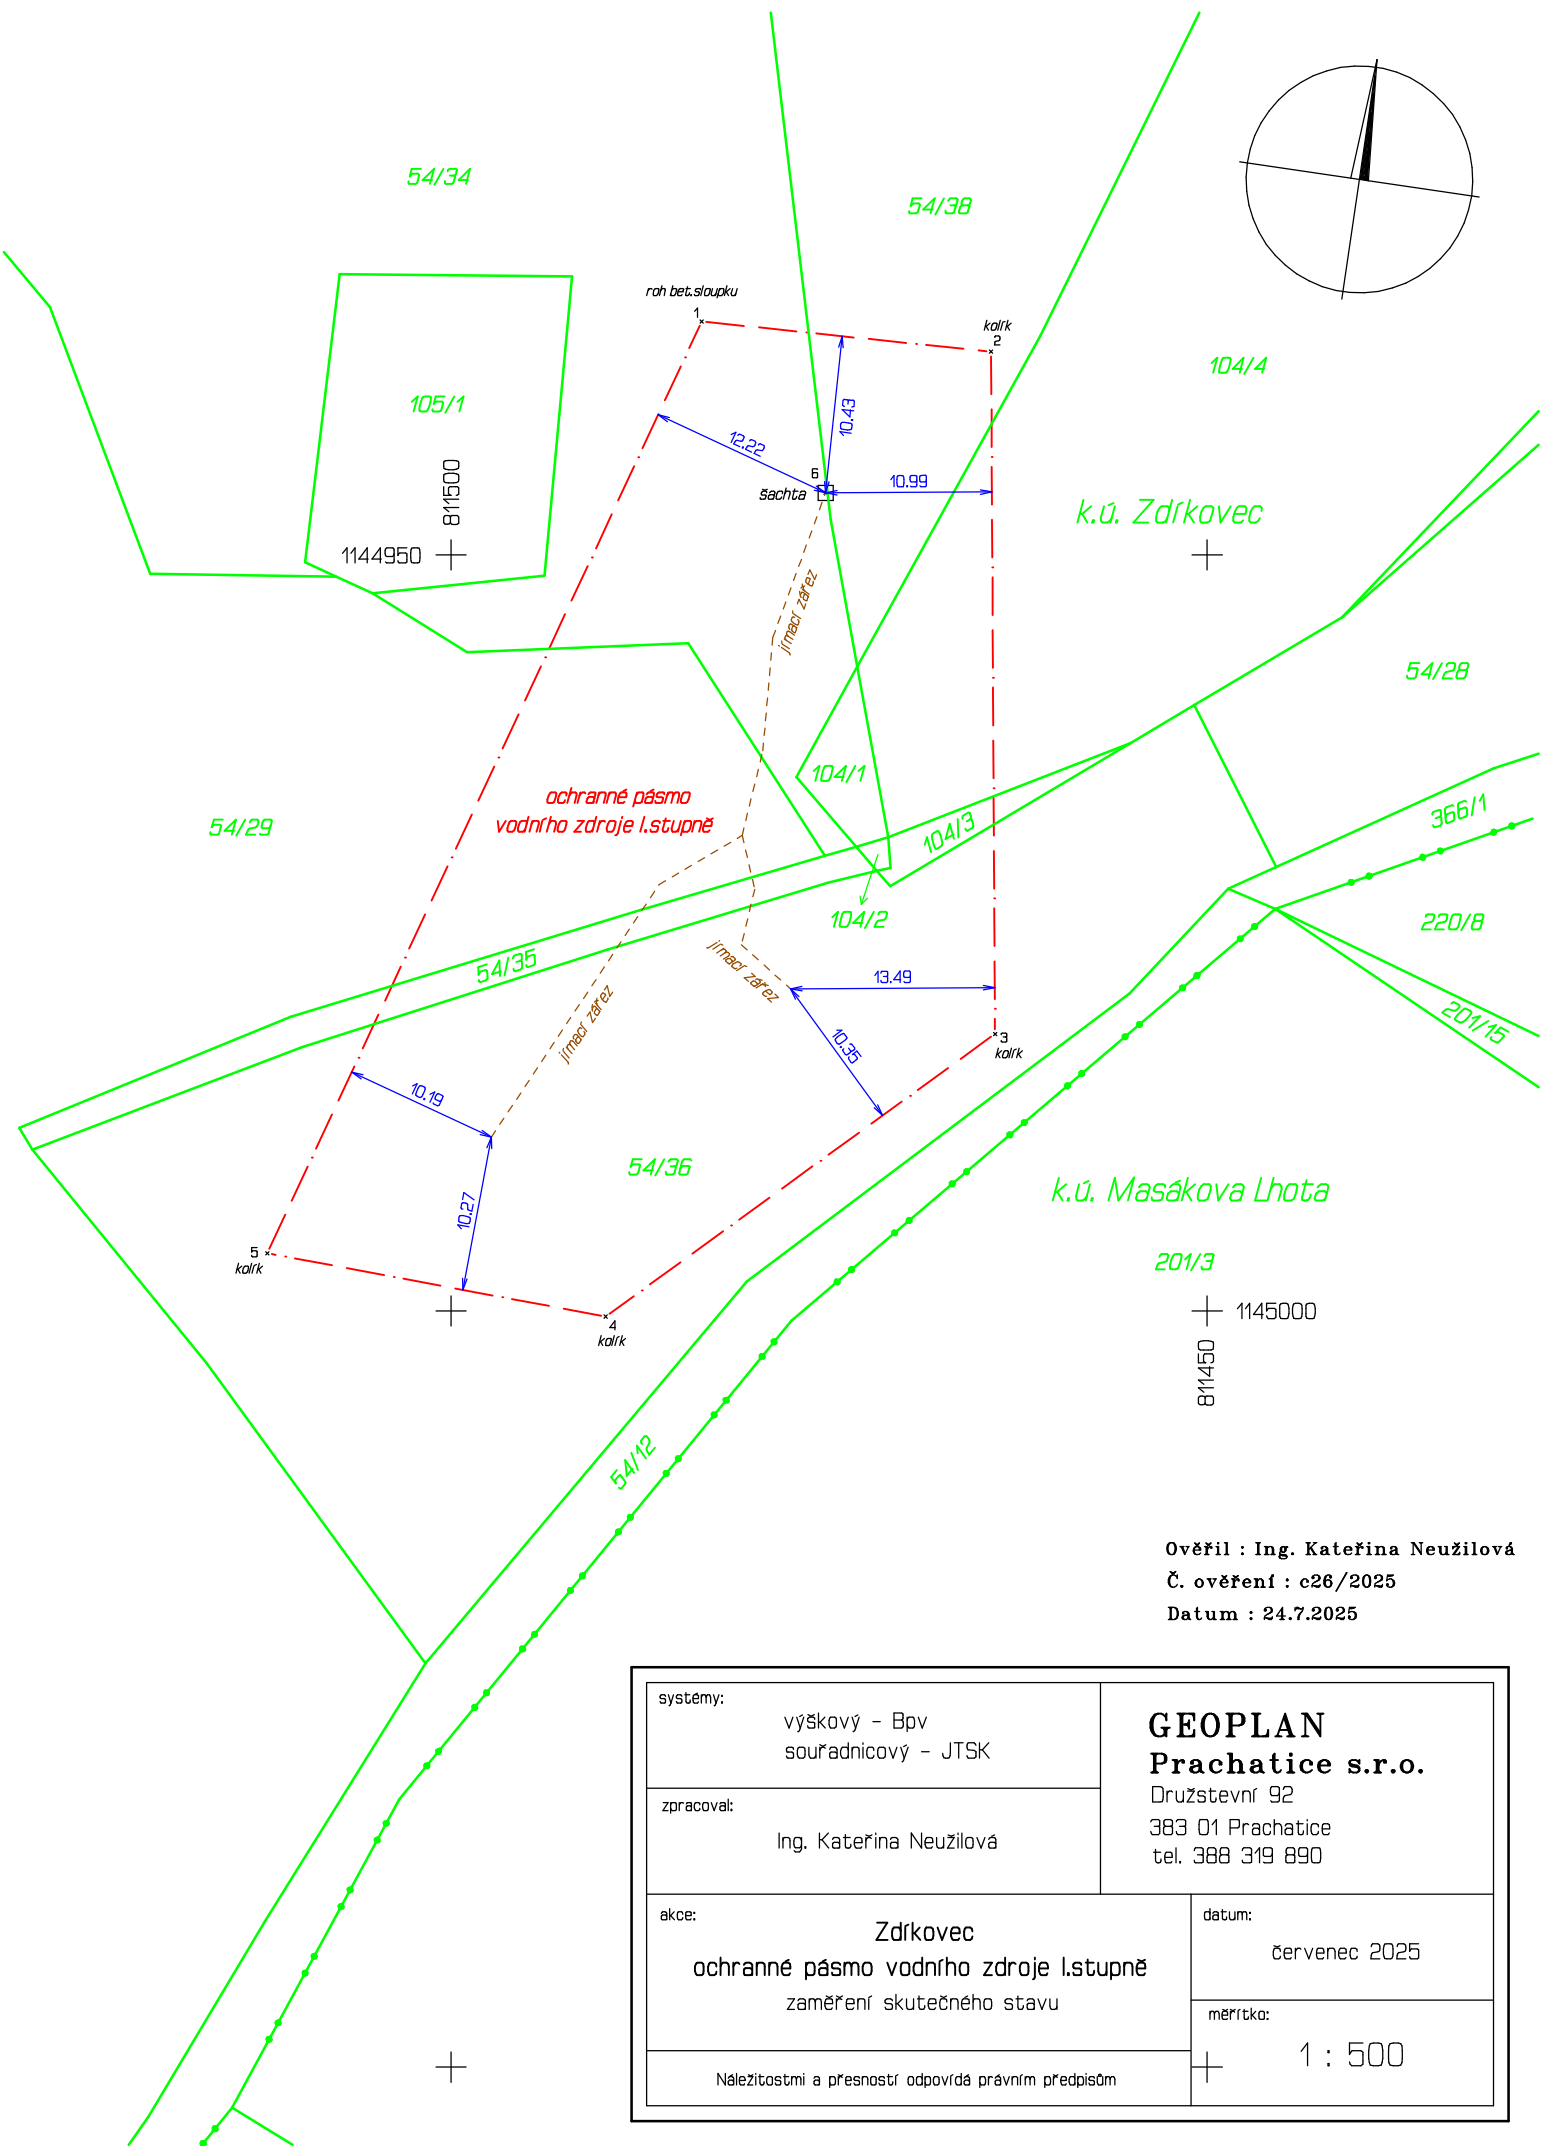 54/34
54/38
roh bet.sloupku
1
kolík
2
104/4
105/1
10.43
12.22
811500
6
šachta
10.99
k.ú. Zdíkovec
1144950
jímací zářez
54/28
104/1
ochranné pásmo
vodního zdroje I.stupně
54/29
366/1
104/3
104/2
220/8
54/35
jímací zářez
13.49
jímací zářez
201/15
10.35
3
kolík
10.19
54/36
k.ú. Masákova Lhota
10.27
5
kolík
201/3
4
kolík
1145000
811450
54/12
Ověřil : Ing. Kateřina Neužilová
Č. ověření : c26/2025
Datum : 24.7.2025
systémy:
výškový - Bpv
souřadnicový - JTSK
GEOPLAN
Prachatice s.r.o.
Družstevní 92
383 01 Prachatice
tel. 388 319 890
zpracoval:
Ing. Kateřina Neužilová
akce:
Zdíkovec
ochranné pásmo vodního zdroje I.stupně
zaměření skutečného stavu
datum:
červenec 2025
měřítko:
1 : 500
Náležitostmi a přesností odpovídá právním předpisům